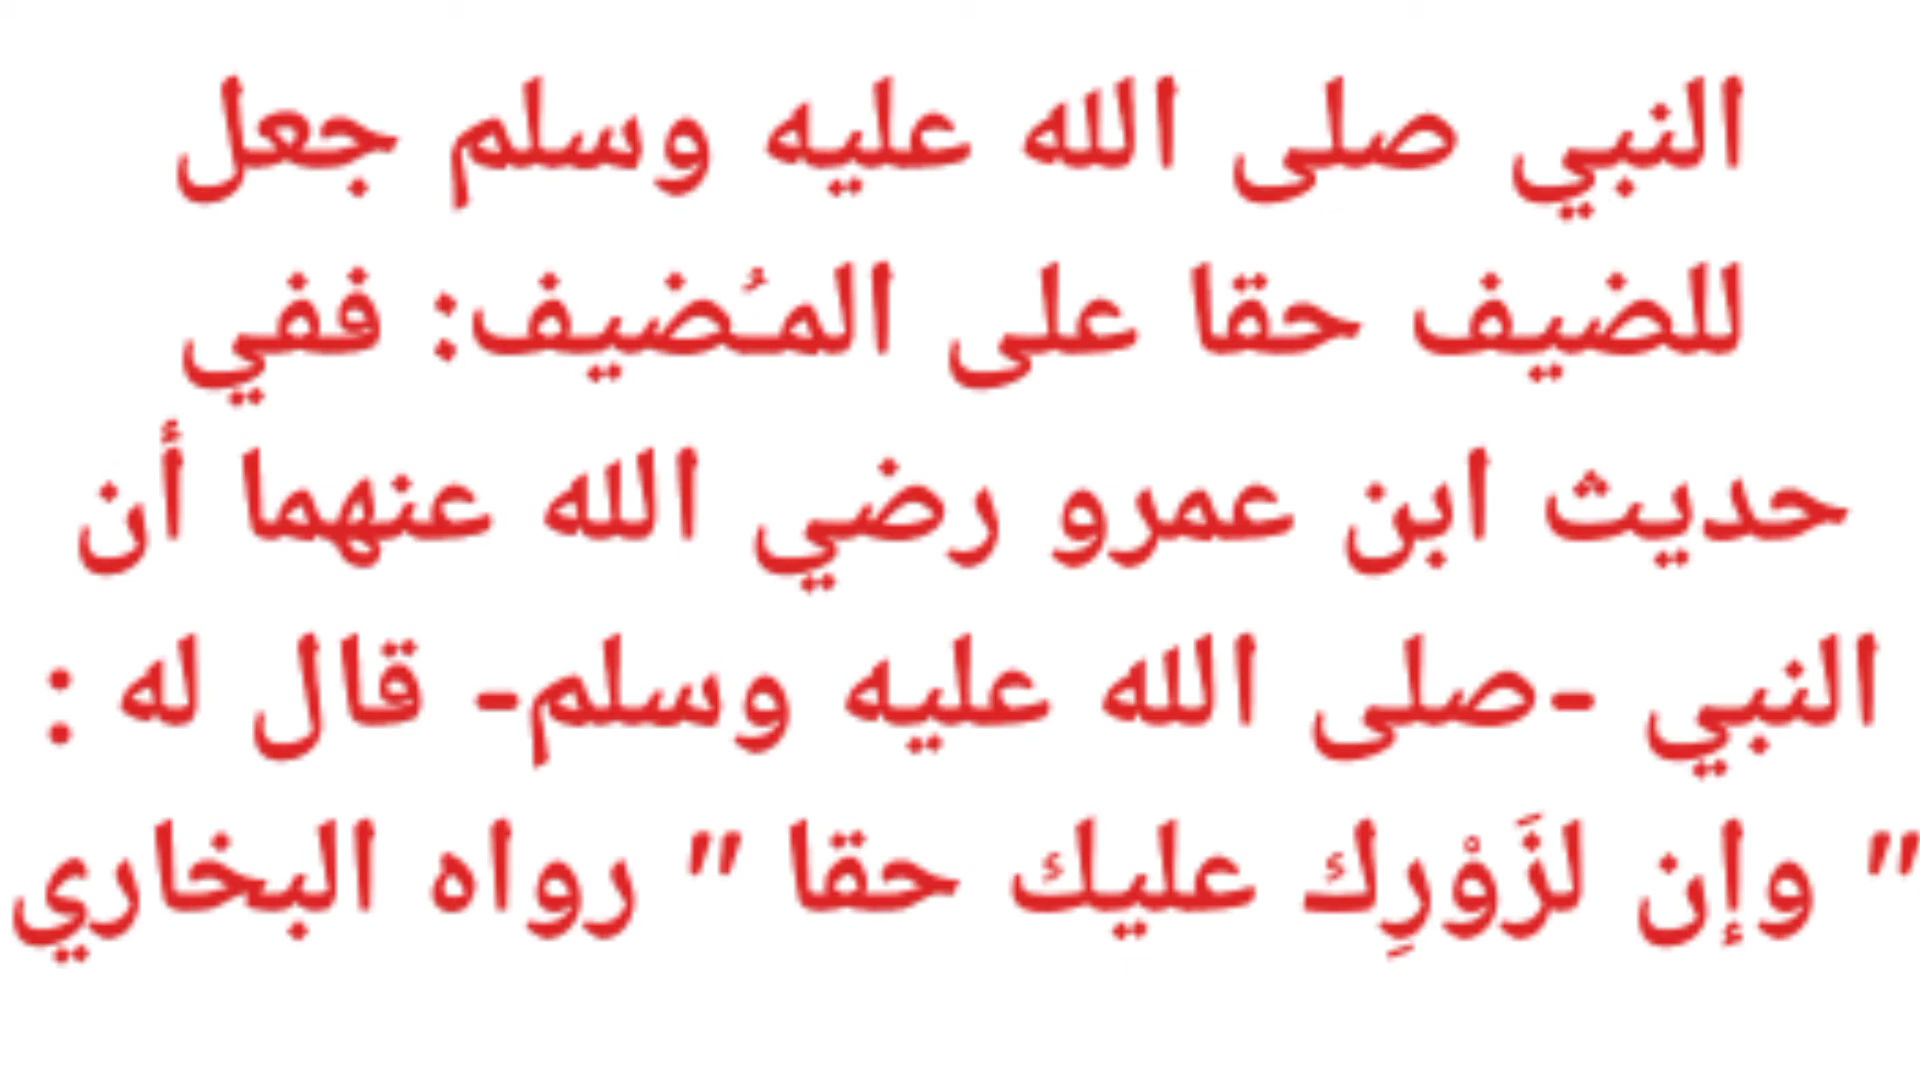 النبي صلى الله عليه وسلم جعل
للضيف حقا على المـُضيف: ففي
حديث ابن عمرو رضي الله عنهما أن
النبي -صلى الله عليه وسلم- قال له :
" وإن لزَوْرِك عليك حقا " رواه البخاري